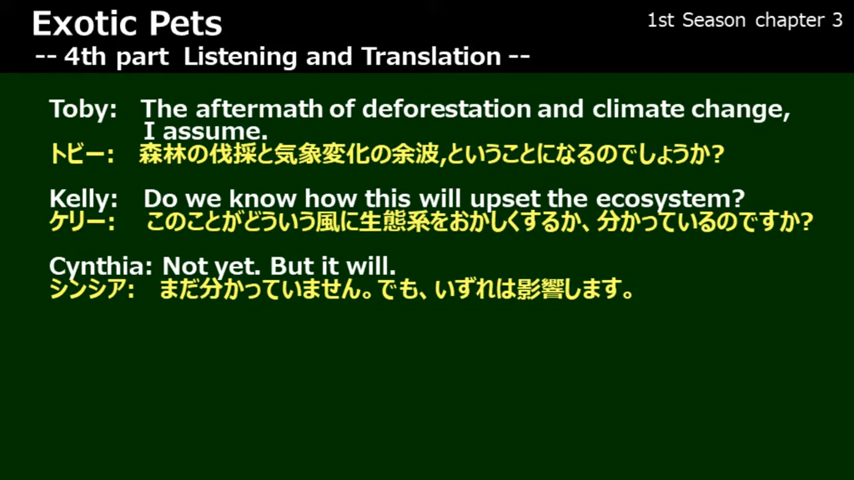 Exotic Pets
1st Season chapter 3
-- 4th part Listening and Translation --
Toby: The aftermath of deforestation and climate change,
I assume.
トビー: 森林の伐採と気象変化の余波,ということになるのでしょうか?
Kelly: Do we know how this will upset the ecosystem?
ケリー: このことがどういう風に生態系をおかしくするか、分かっているのですか?
Cynthia: Not yet. But it will.
シンシア: まだ分かっていません。でも、いずれは影響します。